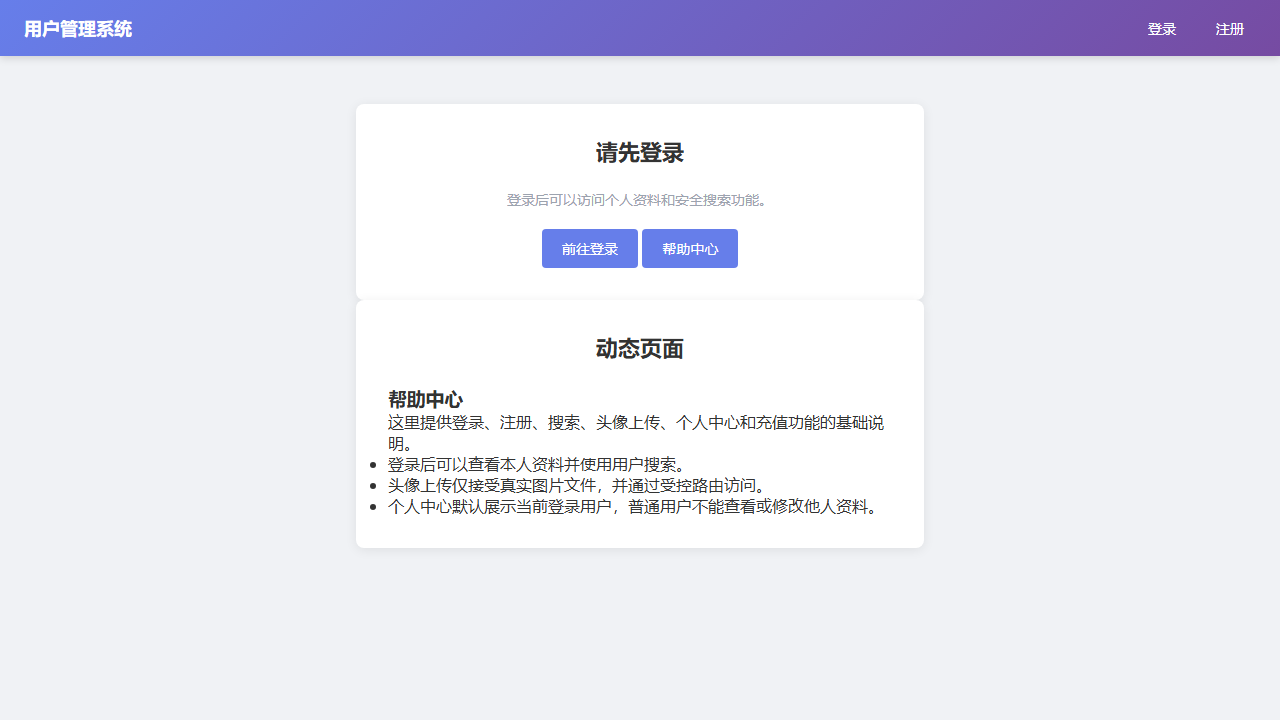 用户管理系统
登录
注册
请先登录
登录后可以访问个人资料和安全搜索功能。
前往登录
帮助中心
动态页面
帮助中心
这里提供登录、注册、搜索、头像上传、个人中心和充值功能的基础说
明。
登录后可以查看本人资料并使用用户搜索。
头像上传仅接受真实图片文件，并通过受控路由访问。
个人中心默认展示当前登录用户，普通用户不能查看或修改他人资料。